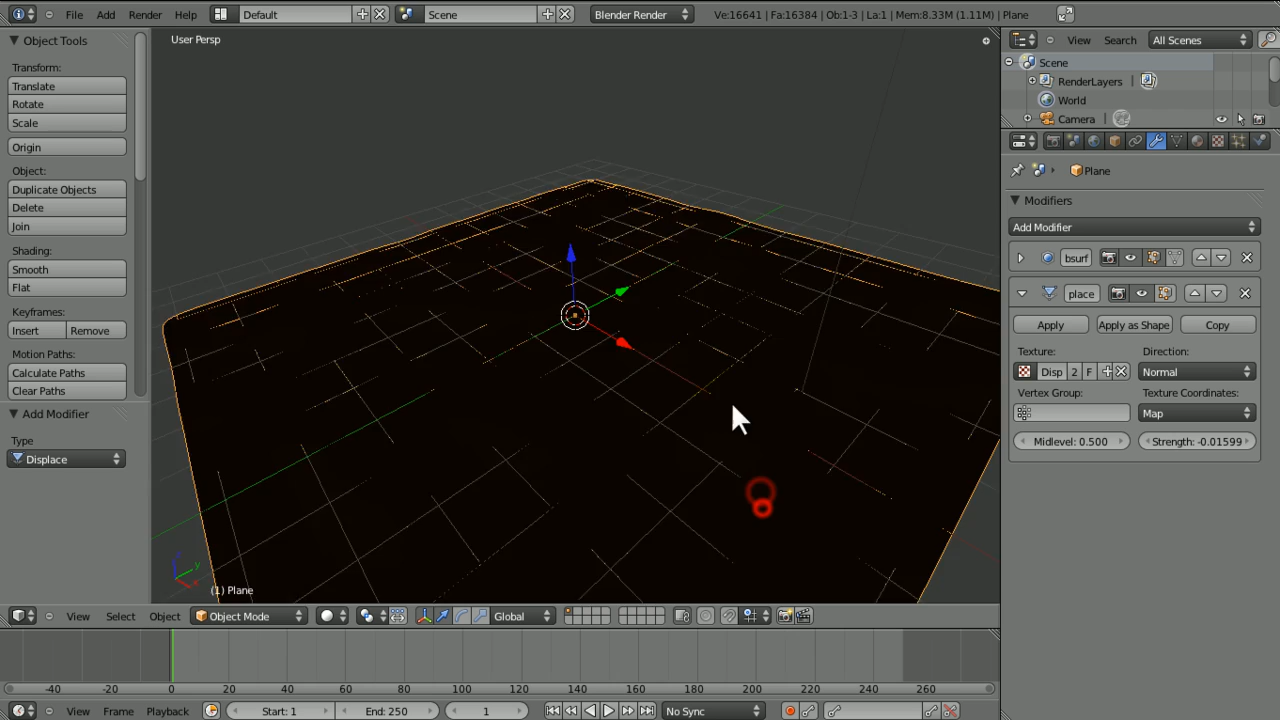 File Add Render Help Default Scene Blender Render Ve:16641 | Fa:16384 | Ob:1-3 | La:1 | Mem:8.33M (1.11M) | Plane
Object Tools
Transform:
Translate
Rotate
Scale
Origin
Object:
Duplicate Objects
Delete
Join
Shading:
Smooth
Flat
Keyframes:
Insert Remove
Motion Paths:
Calculate Paths
Clear Paths
Add Modifier
Type
Displace
User Persp
z
y
x
(1) Plane
View Select Object Object Mode Global
-40 -20 0 20 40 60 80 100 120 140 160 180 200 220 240 260
View Frame Playback Start: 1 End: 250 1 No Sync
View Search All Scenes
Scene
RenderLayers
World
Camera
Plane
Modifiers
Add Modifier
bsurf
place
Apply Apply as Shape Copy
Texture: Direction:
Disp 2 F Normal
Vertex Group: Texture Coordinates:
Map
Midlevel: 0.500 Strength: -0.01599